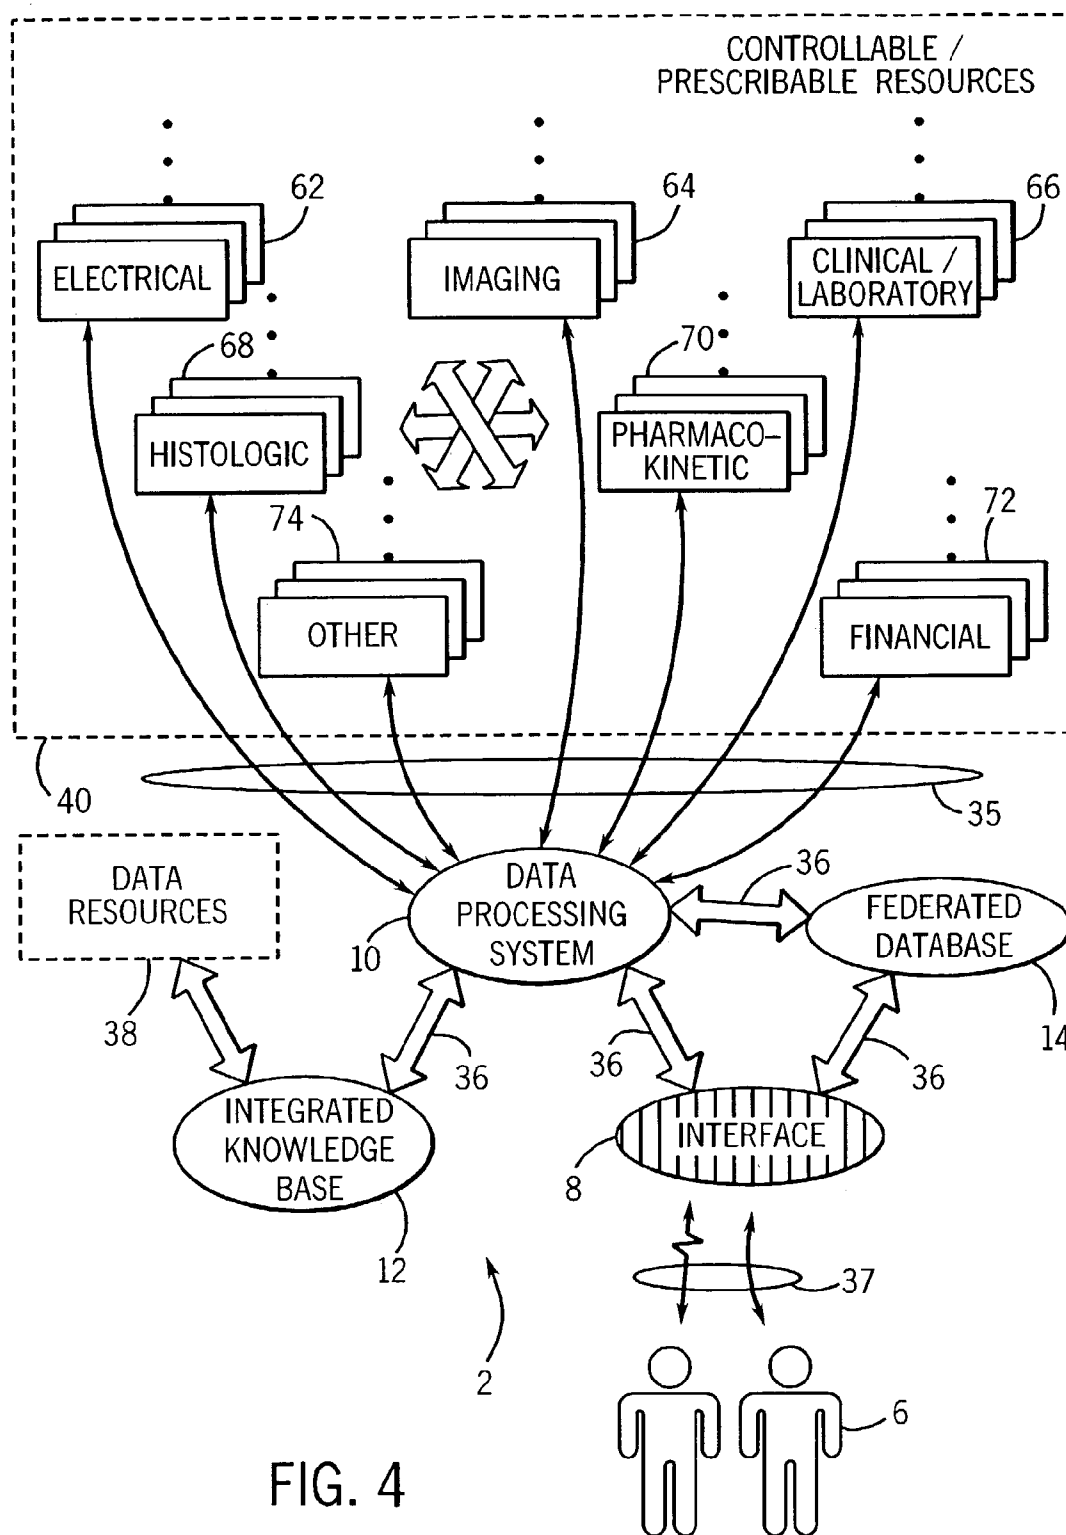 CONTROLLABLE /
PRESCRIBABLE RESOURCES
62
64
66
ELECTRICAL
IMAGING
CLINICAL /
LABORATORY
68
70
HISTOLOGIC
PHARMACO-
KINETIC
74
72
OTHER
FINANCIAL
40
35
DATA
RESOURCES
DATA
PROCESSING
SYSTEM
36
FEDERATED
DATABASE
10
38
36
36
36
14
INTEGRATED
KNOWLEDGE
BASE
INTERFACE
8
12
37
2
6
FIG. 4